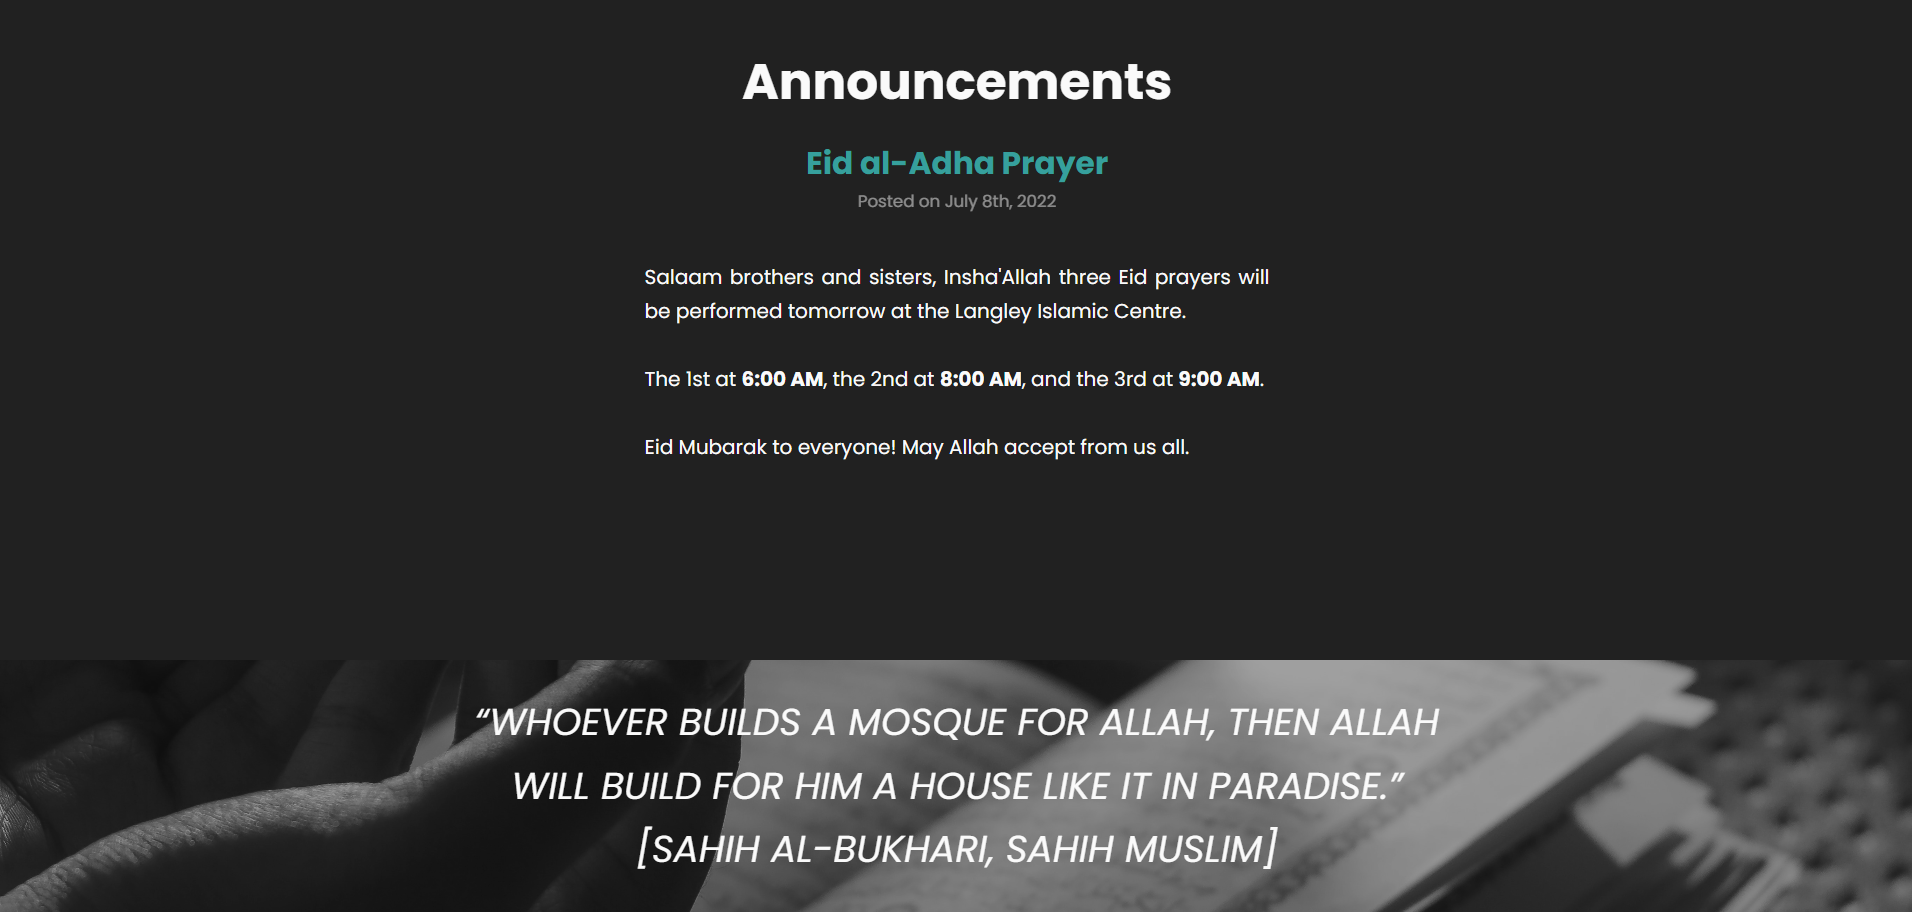 Announcements
Eid al-Adha Prayer
Posted on July 8th, 2022
Salaam brothers and sisters, Insha'Allah three Eid prayers will
be performed tomorrow at the Langley Islamic Centre.
The 1st at 6:00 AM, the 2nd at 8:00 AM, and the 3rd at 9:00 AM.
Eid Mubarak to everyone! May Allah accept from us all.
“WHOEVER BUILDS A MOSQUE FOR ALLAH, THEN ALLAH
WILL BUILD FOR HIM A HOUSE LIKE IT IN PARADISE.”
[SAHIH AL-BUKHARI, SAHIH MUSLIM]